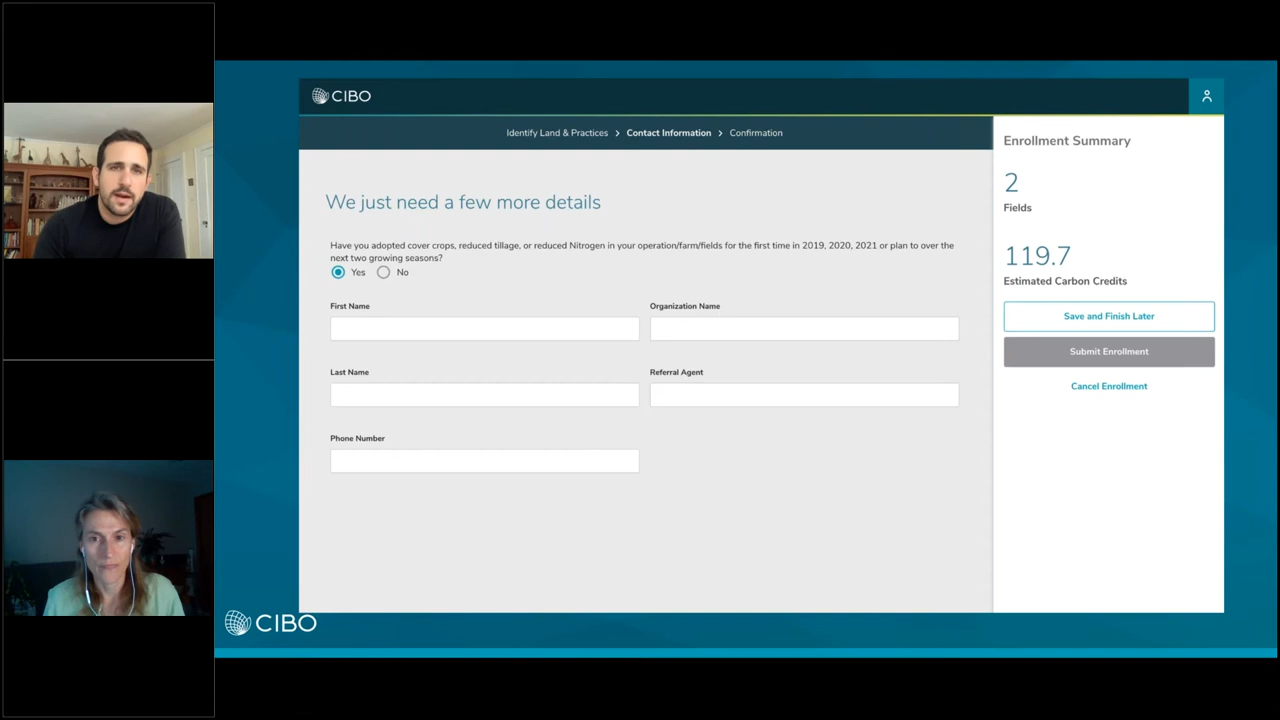 CIBO
Identify Land & Practices > Contact Information > Confirmation
We just need a few more details
Have you adopted cover crops, reduced tillage, or reduced Nitrogen in your operation/farm/fields for the first time in 2019, 2020, 2021 or plan to over the
next two growing seasons?
Yes No
First Name
Organization Name
Last Name
Referral Agent
Phone Number
Enrollment Summary
2
Fields
119.7
Estimated Carbon Credits
Save and Finish Later
Submit Enrollment
Cancel Enrollment
CIBO